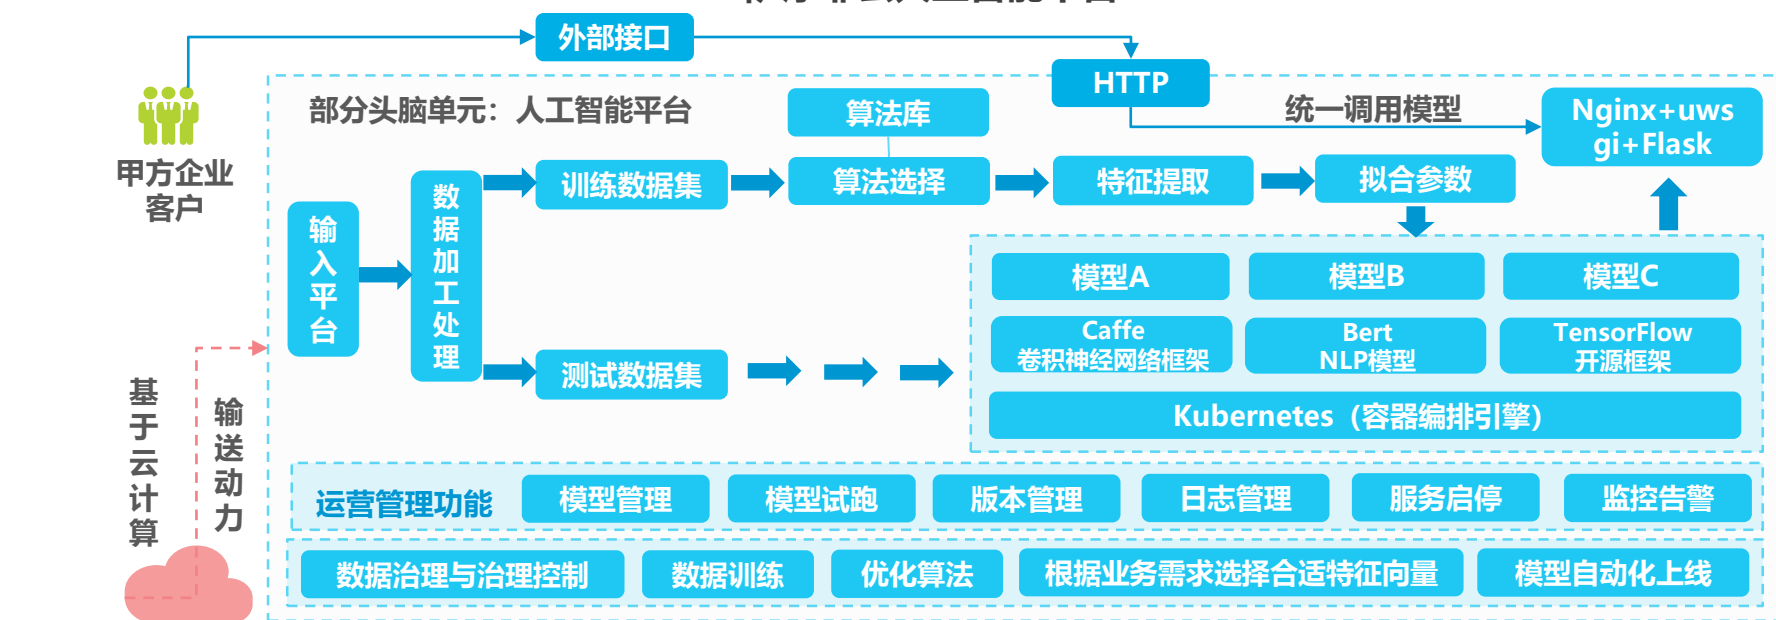 外部接口
HTTP
部分头脑单元：人工智能平台
算法库
统一调用模型
Nginx+uws
gi+Flask
甲方企业
客户
输入平台
数据加工处理
训练数据集
算法选择
特征提取
拟合参数
模型A
模型B
模型C
Caffe
卷积神经网络框架
Bert
NLP模型
TensorFlow
开源框架
测试数据集
Kubernetes（容器编排引擎）
基于云计算
输送动力
运营管理功能
模型管理
模型试跑
版本管理
日志管理
服务启停
监控告警
数据治理与治理控制
数据训练
优化算法
根据业务需求选择合适特征向量
模型自动化上线